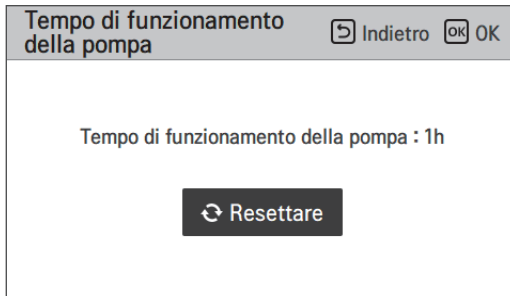 Tempo di funzionamento
della pompa
Indietro OK OK
Tempo di funzionamento della pompa : 1h
Resettare